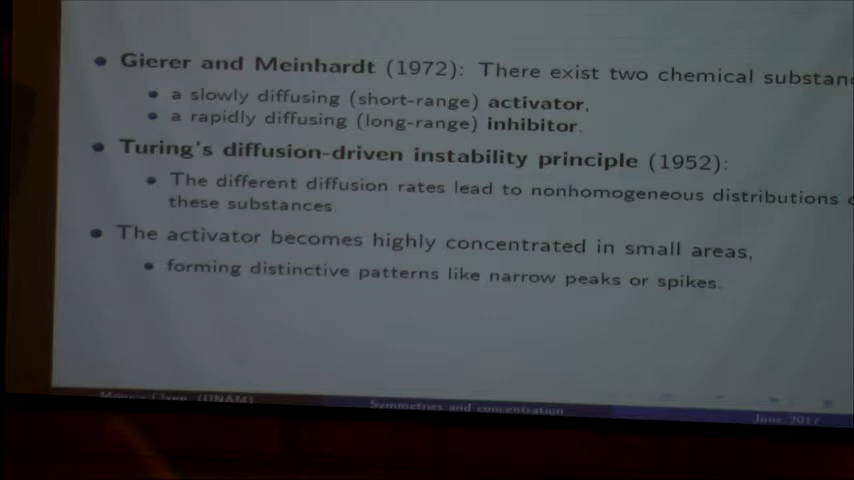 Gierer and Meinhardt (1972): There exist two chemical
a slowly diffusing (short-range) activator,
a rapidly diffusing (long-range) inhibitor.
Turing's diffusion-driven instability principle (1952):
The different diffusion rates lead to nonhomogeneous distributions
these substances.
The activator becomes highly concentrated in small areas,
forming distinctive patterns like narrow peaks or spikes.
(UNAM)
Symmetries and concentration
June 2017